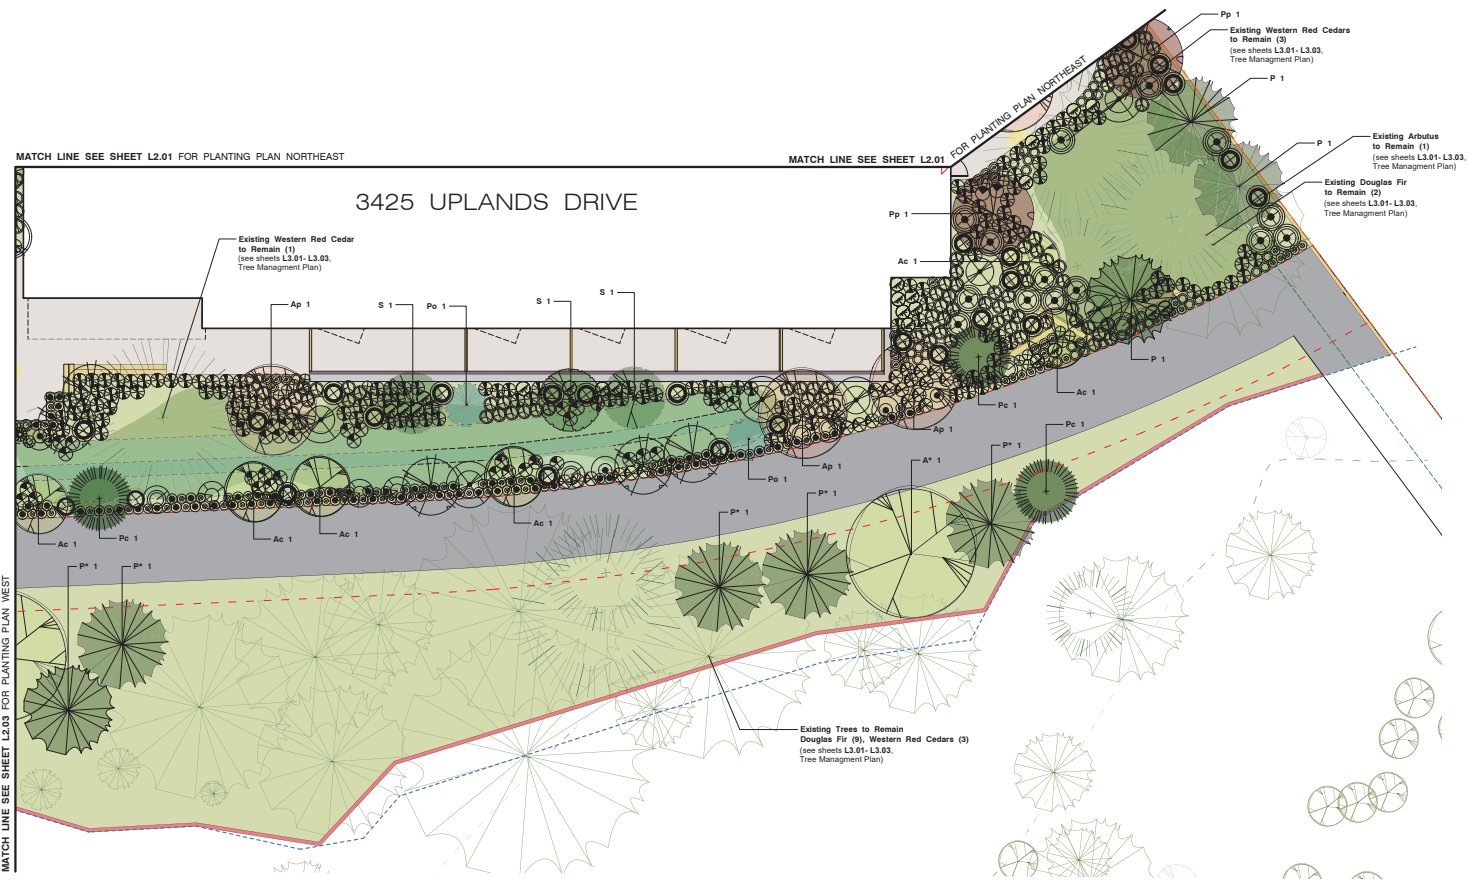 Pp 1
Existing Western Red Cedars
to Remain (3)
(see sheets L3.01- L3.03,
Tree Managment Plan)
P 1
FOR PLANTING PLAN NORTHEAST
Existing Arbutus
to Remain (1)
(see sheets L3.01- L3.03,
Tree Managment Plan)
P 1
MATCH LINE SEE SHEET L2.01 FOR PLANTING PLAN NORTHEAST
MATCH LINE SEE SHEET L2.01
Existing Douglas Fir
to Remain (2)
(see sheets L3.01- L3.03,
Tree Managment Plan)
3425 UPLANDS DRIVE
Pp 1
Existing Western Red Cedar
to Remain (1)
(see sheets L3.01- L3.03,
Tree Managment Plan)
Ac 1
Ap 1
S 1
Po 1
S 1
S 1
P 1
Ac 1
Pc 1
Ap 1
Pc 1
P* 1
A* 1
Ap 1
Po 1
P* 1
P* 1
Ac 1
Ac 1
Ac 1
Pc 1
Ac 1
P* 1
P* 1
MATCH LINE SEE SHEET L2.03 FOR PLANTING PLAN WEST
Existing Trees to Remain
Douglas Fir (9), Western Red Cedars (3)
(see sheets L3.01- L3.03,
Tree Managment Plan)